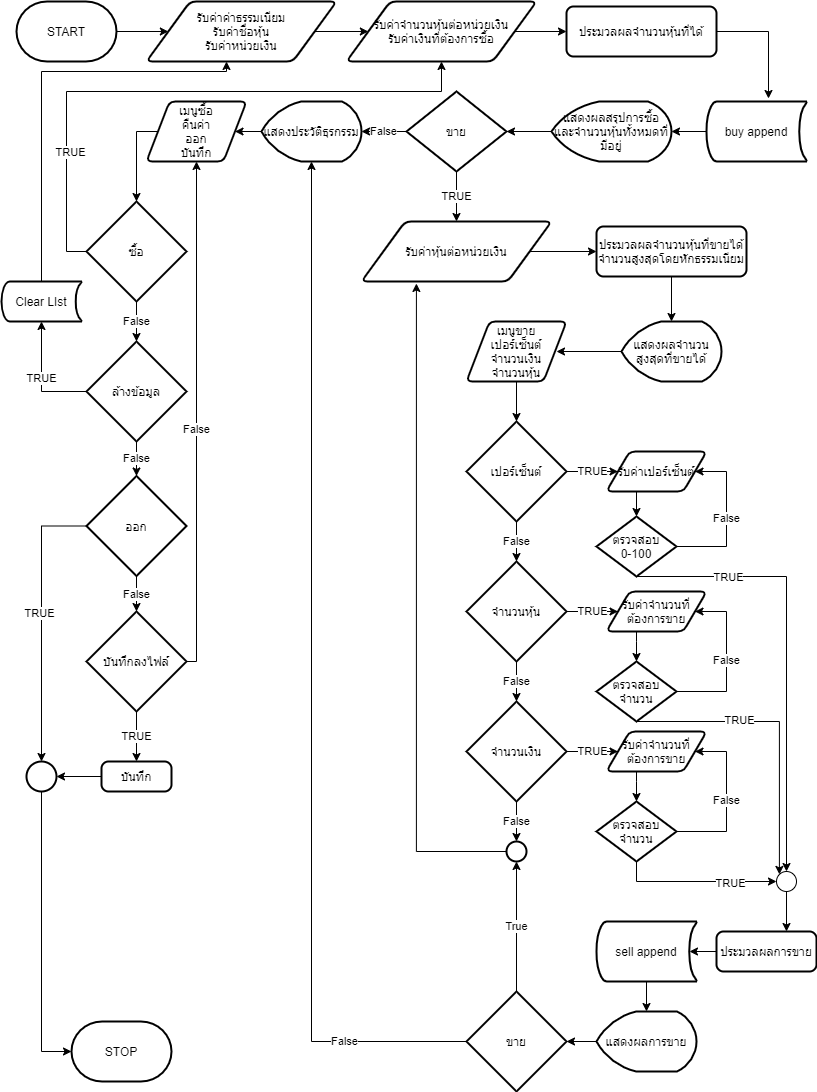 START
รับค่าค่าธรรมเนียม
รับค่าชื่อหุ้น
รับค่าหน่วยเงิน
รับค่าจำนวนหุ้นต่อหน่วยเงิน
รับค่าเงินที่ต้องการซื้อ
ประมวลผลจำนวนหุ้นที่ได้
เมนูซื้อ
คืนค่า
ออก
บันทึก
แสดงประวัติธุรกรรม
False
ขาย
แสดงผลสรุปการซื้อ
และจำนวนหุ้นทั้งหมดที่
มีอยู่
buy append
TRUE
TRUE
ซื้อ
รับค่าหุ้นต่อหน่วยเงิน
ประมวลผลจำนวนหุ้นที่ขายได้
จำนวนสูงสุดโดยหักธรรมเนียม
Clear LIst
False
เมนูขาย
เปอร์เซ็นต์
จำนวนเงิน
จำนวนหุ้น
แสดงผลจำนวน
สูงสุดที่ขายได้
TRUE
ล้างข้อมูล
False
False
เปอร์เซ็นต์
TRUE
รับค่าเปอร์เซ็นต์
ออก
False
ตรวจสอบ
0-100
False
False
TRUE
TRUE
จำนวนหุ้น
TRUE
รับค่าจำนวนที่
ต้องการขาย
บันทึกลงไฟล์
False
False
ตรวจสอบ
จำนวน
TRUE
TRUE
จำนวนเงิน
TRUE
รับค่าจำนวนที่
ต้องการขาย
บันทึก
False
False
ตรวจสอบ
จำนวน
TRUE
True
sell append
ประมวลผลการขาย
False
ขาย
แสดงผลการขาย
STOP